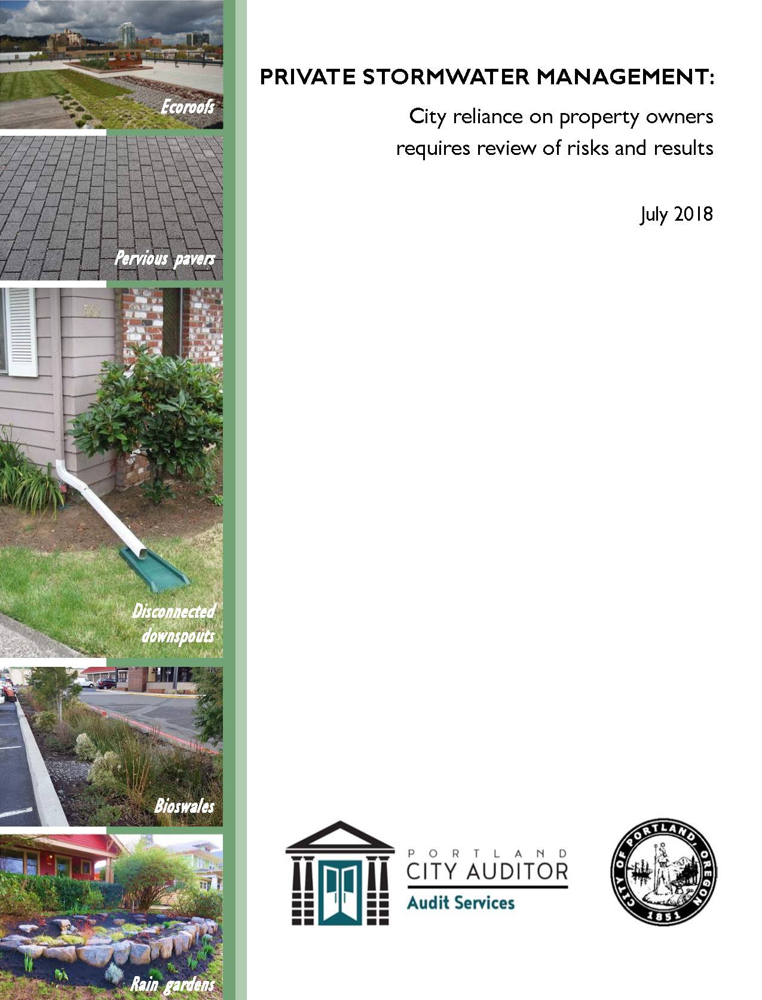 PRIVATE STORMWATER MANAGEMENT:
City reliance on property owners
requires review of risks and results
July 2018
Ecoroofs
Pervious pavers
5616
Disconnected
downspouts
Bioswales
Rain gardens
PORTLAND
CITY AUDITOR
Audit Services
CITY OF PORTLAND, OREGON
1851